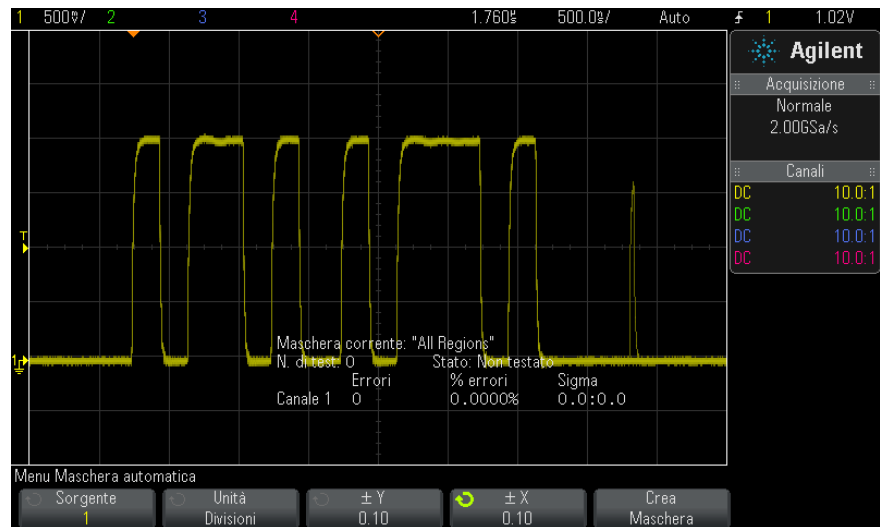 1 500♉/ 2 3 4 1.760s 500.0s/ Auto 1 1.02V
Agilent
Acquisizione
Normale
2.00GSa/s
Canali
DC 10.0:1
DC 10.0:1
DC 10.0:1
DC 10.0:1
T
1
Maschera corrente: "All Regions"
N. di test: 0 Stato: Non testato
Errori % errori Sigma
Canale 1 0 0.0000% 0.0:0.0
Menu Maschera automatica
Sorgente Unità ± Y ± X Crea
1 Divisioni 0.10 0.10 Maschera